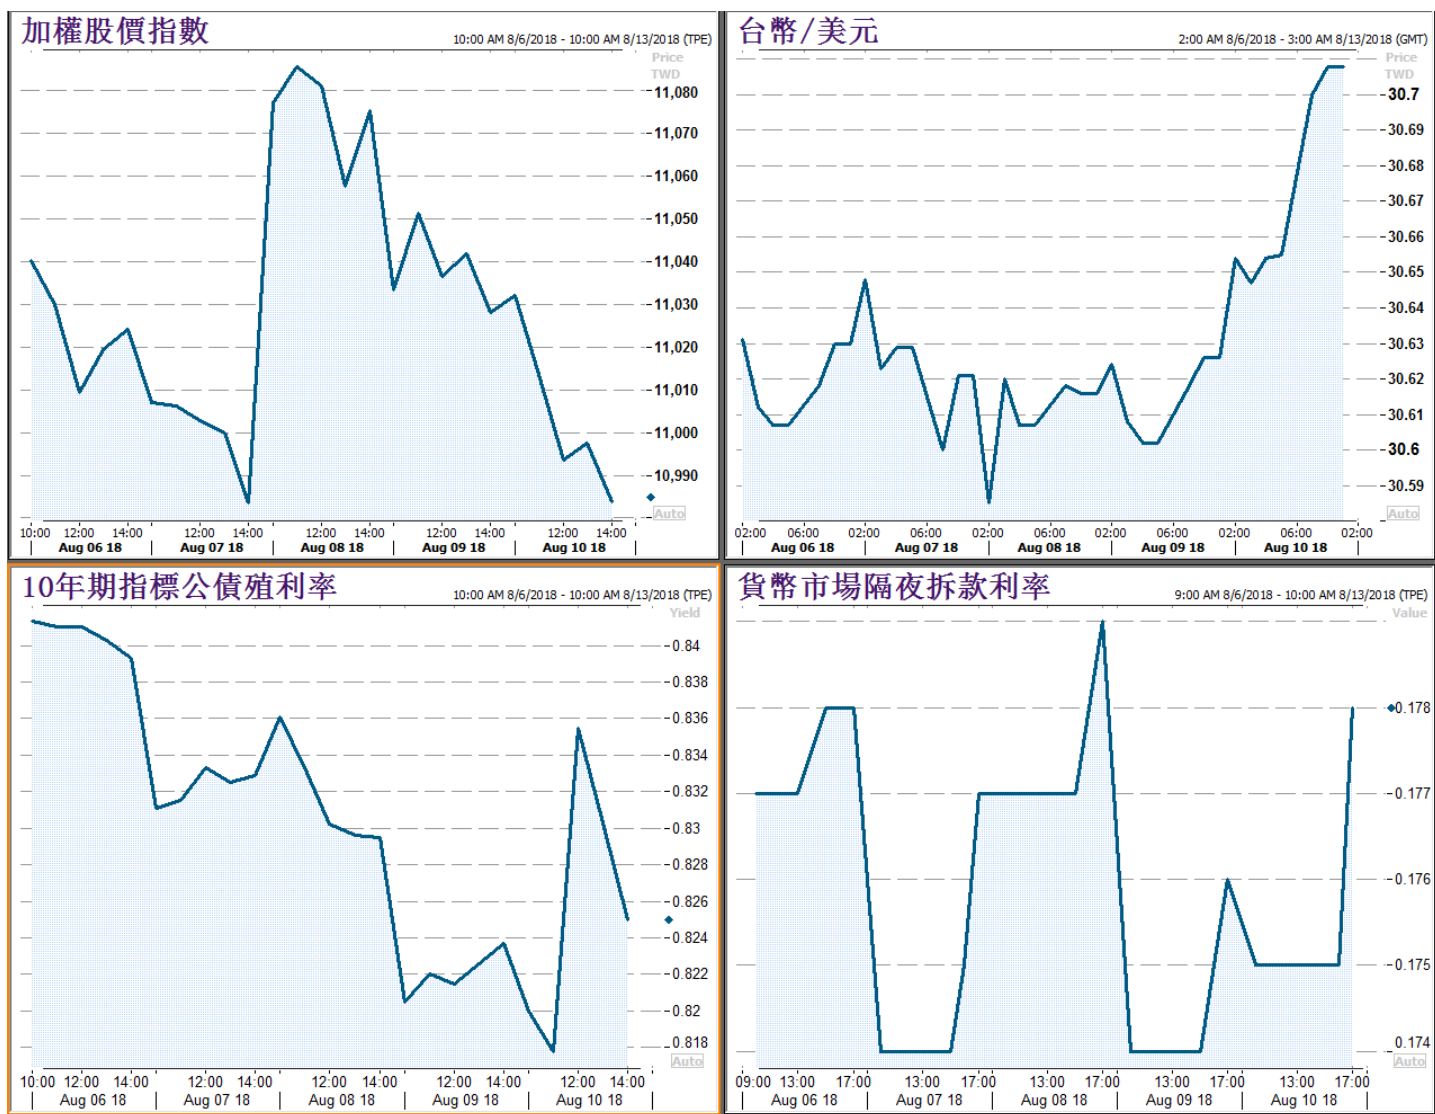 加權股價指數
10:00 AM 8/6/2018 - 10:00 AM 8/13/2018 (TPE)
Price
TWD
11,080
11,070
11,060
11,050
11,040
11,030
11,020
11,010
11,000
10,990
Auto
10:00 12:00 14:00 12:00 14:00 12:00 14:00 12:00 14:00 12:00 14:00
Aug 06 18 Aug 07 18 Aug 08 18 Aug 09 18 Aug 10 18
台幣/美元
2:00 AM 8/6/2018 - 3:00 AM 8/13/2018 (GMT)
Price
TWD
30.7
30.69
30.68
30.67
30.66
30.65
30.64
30.63
30.62
30.61
30.6
30.59
Auto
02:00 06:00 02:00 06:00 02:00 06:00 02:00 06:00 02:00 06:00 02:00
Aug 06 18 Aug 07 18 Aug 08 18 Aug 09 18 Aug 10 18
10年期指標公債殖利率
10:00 AM 8/6/2018 - 10:00 AM 8/13/2018 (TPE)
Yield
0.84
0.838
0.836
0.834
0.832
0.83
0.828
0.826
0.824
0.822
0.82
0.818
Auto
10:00 12:00 14:00 12:00 14:00 12:00 14:00 12:00 14:00 12:00 14:00
Aug 06 18 Aug 07 18 Aug 08 18 Aug 09 18 Aug 10 18
貨幣市場隔夜拆款利率
9:00 AM 8/6/2018 - 10:00 AM 8/13/2018 (TPE)
Value
0.178
0.177
0.176
0.175
0.174
Auto
09:00 13:00 17:00 13:00 17:00 13:00 17:00 13:00 17:00 13:00 17:00
Aug 06 18 Aug 07 18 Aug 08 18 Aug 09 18 Aug 10 18